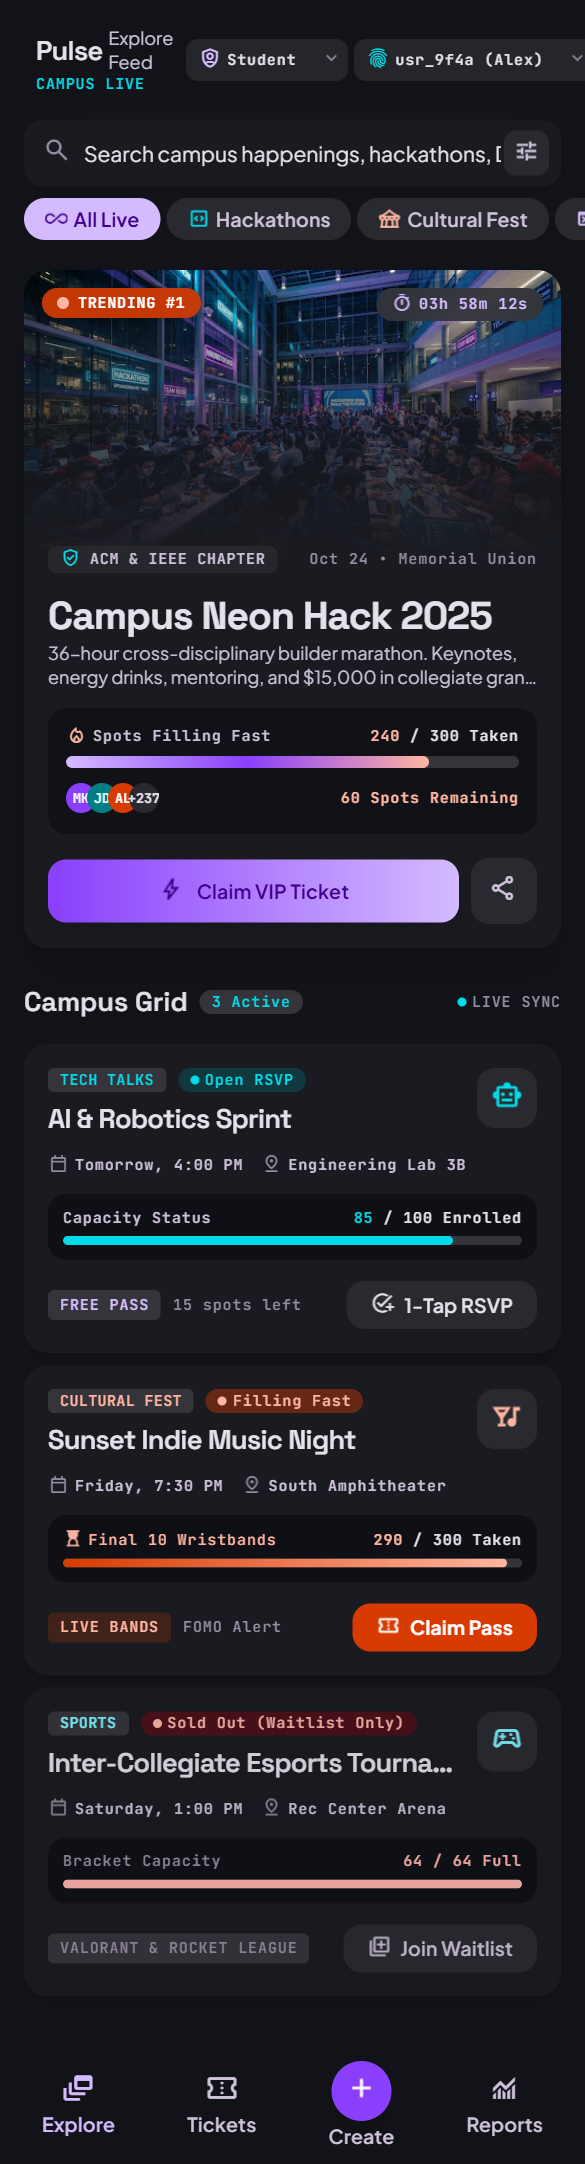 Pulse
Explore
Feed
CAMPUS LIVE
Student
usr_9f4a (Alex)
Search campus happenings, hackathons,
All Live
Hackathons
Cultural Fest
TRENDING #1
03h 58m 12s
HACKATHON
ACM & IEEE CHAPTER
Oct 24 • Memorial Union
Campus Neon Hack 2025
36-hour cross-disciplinary builder marathon. Keynotes,
energy drinks, mentoring, and $15,000 in collegiate gran...
Spots Filling Fast
240 / 300 Taken
MK
JD
AL
+237
60 Spots Remaining
Claim VIP Ticket
Campus Grid
3 Active
LIVE SYNC
TECH TALKS
Open RSVP
AI & Robotics Sprint
Tomorrow, 4:00 PM
Engineering Lab 3B
Capacity Status
85 / 100 Enrolled
FREE PASS
15 spots left
1-Tap RSVP
CULTURAL FEST
Filling Fast
Sunset Indie Music Night
Friday, 7:30 PM
South Amphitheater
Final 10 Wristbands
290 / 300 Taken
LIVE BANDS
FOMO Alert
Claim Pass
SPORTS
Sold Out (Waitlist Only)
Inter-Collegiate Esports Tourna...
Saturday, 1:00 PM
Rec Center Arena
Bracket Capacity
64 / 64 Full
VALORANT & ROCKET LEAGUE
Join Waitlist
Explore
Tickets
Create
Reports